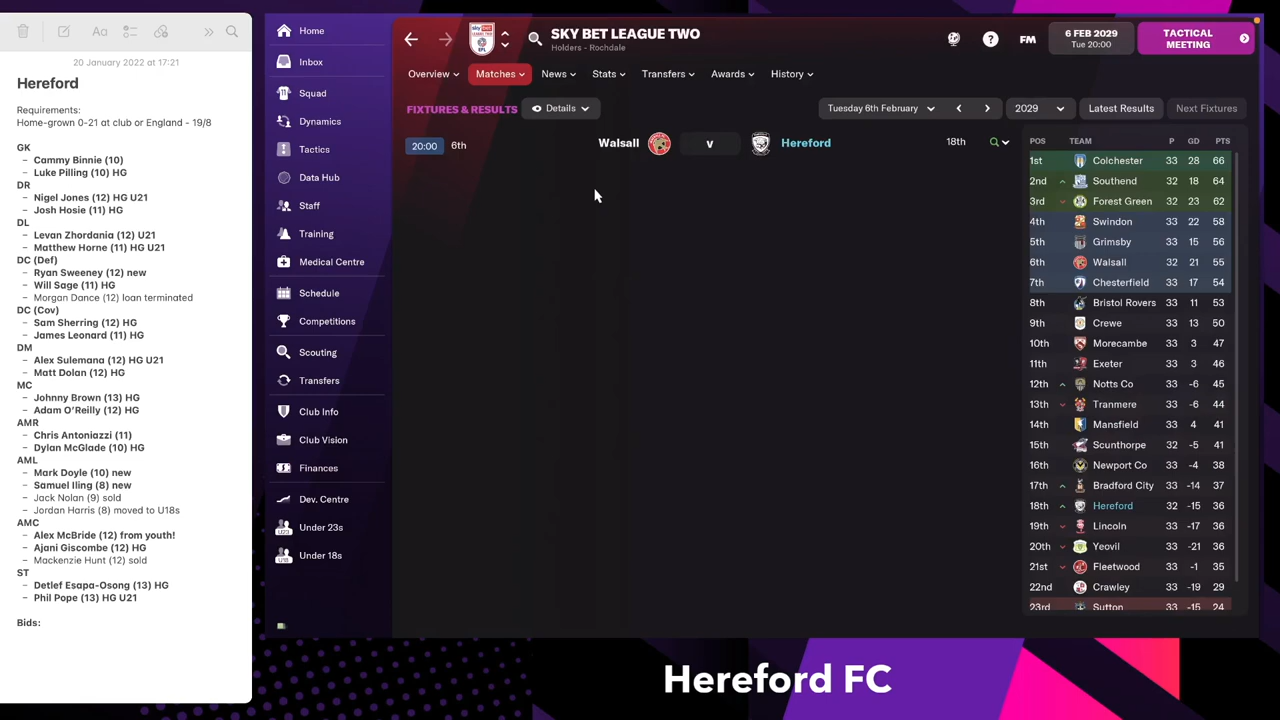 20 January 2022 at 17:21
Hereford
Requirements:
Home-grown 0-21 at club or England - 19/8
GK
– Cammy Binnie (10)
– Luke Pilling (10) HG
DR
– Nigel Jones (12) HG U21
– Josh Hosie (11) HG
DL
– Levan Zhordania (12) U21
– Matthew Horne (11) HG U21
DC (Def)
– Ryan Sweeney (12) new
– Will Sage (11) HG
– Morgan Dance (12) loan terminated
DC (Cov)
– Sam Sherring (12) HG
– James Leonard (11) HG
DM
– Alex Sulemana (12) HG U21
– Matt Dolan (12) HG
MC
– Johnny Brown (13) HG
– Adam O'Reilly (12) HG
AMR
– Chris Antoniazzi (11)
– Dylan McGlade (10) HG
AML
– Mark Doyle (10) new
– Samuel Iling (8) new
– Jack Nolan (9) sold
– Jordan Harris (8) moved to U18s
AMC
– Alex McBride (12) from youth!
– Ajani Giscombe (12) HG
– Mackenzie Hunt (12) sold
ST
– Detlef Esapa-Osong (13) HG
– Phil Pope (13) HG U21
Bids:
Home
Inbox
Squad
Dynamics
Tactics
Data Hub
Staff
Training
Medical Centre
Schedule
Competitions
Scouting
Transfers
Club Info
Club Vision
Finances
Dev. Centre
Under 23s
Under 18s
SKY BET LEAGUE TWO
Holders - Rochdale
FM
6 FEB 2029
Tue 20:00
TACTICAL MEETING
Overview Matches News Stats Transfers Awards History
FIXTURES & RESULTS Details Tuesday 6th February 2029 Latest Results Next Fixtures
20:00 6th Walsall v Hereford 18th
POS TEAM P GD PTS
1st Colchester 33 28 66
2nd Southend 32 18 64
3rd Forest Green 32 23 62
4th Swindon 33 22 58
5th Grimsby 33 15 56
6th Walsall 32 21 55
7th Chesterfield 33 17 54
8th Bristol Rovers 33 11 53
9th Crewe 33 13 50
10th Morecambe 33 3 47
11th Exeter 33 3 46
12th Notts Co 33 -6 45
13th Tranmere 33 -6 44
14th Mansfield 33 4 41
15th Scunthorpe 32 -5 41
16th Newport Co 33 -4 38
17th Bradford City 33 -14 37
18th Hereford 32 -15 36
19th Lincoln 33 -17 36
20th Yeovil 33 -21 36
21st Fleetwood 33 -1 35
22nd Crawley 33 -19 29
23rd Sutton 33 -15 24
Hereford FC